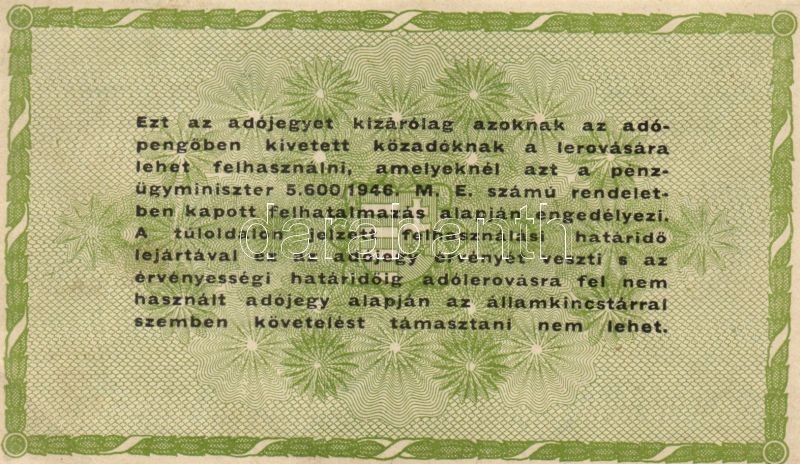 Ezt az adójegyet kizárólag azoknak az adó-
pengőben kivetett közadóknak a lerovására
lehet felhasználni, amelyeknél azt a pénz-
ügyminiszter 5.600/1946. M. E. számú rendelet-
ben kapott felhatalmazás alapján engedélyezi.
A túloldalon jelzett felhasználási határidő
lejártával ez az adójegy érvényét veszti s az
érvényességi határidőig adólerovásra fel nem
használt adójegy alapján az államkincstárral
szemben követelést támasztani nem lehet.
darabanth